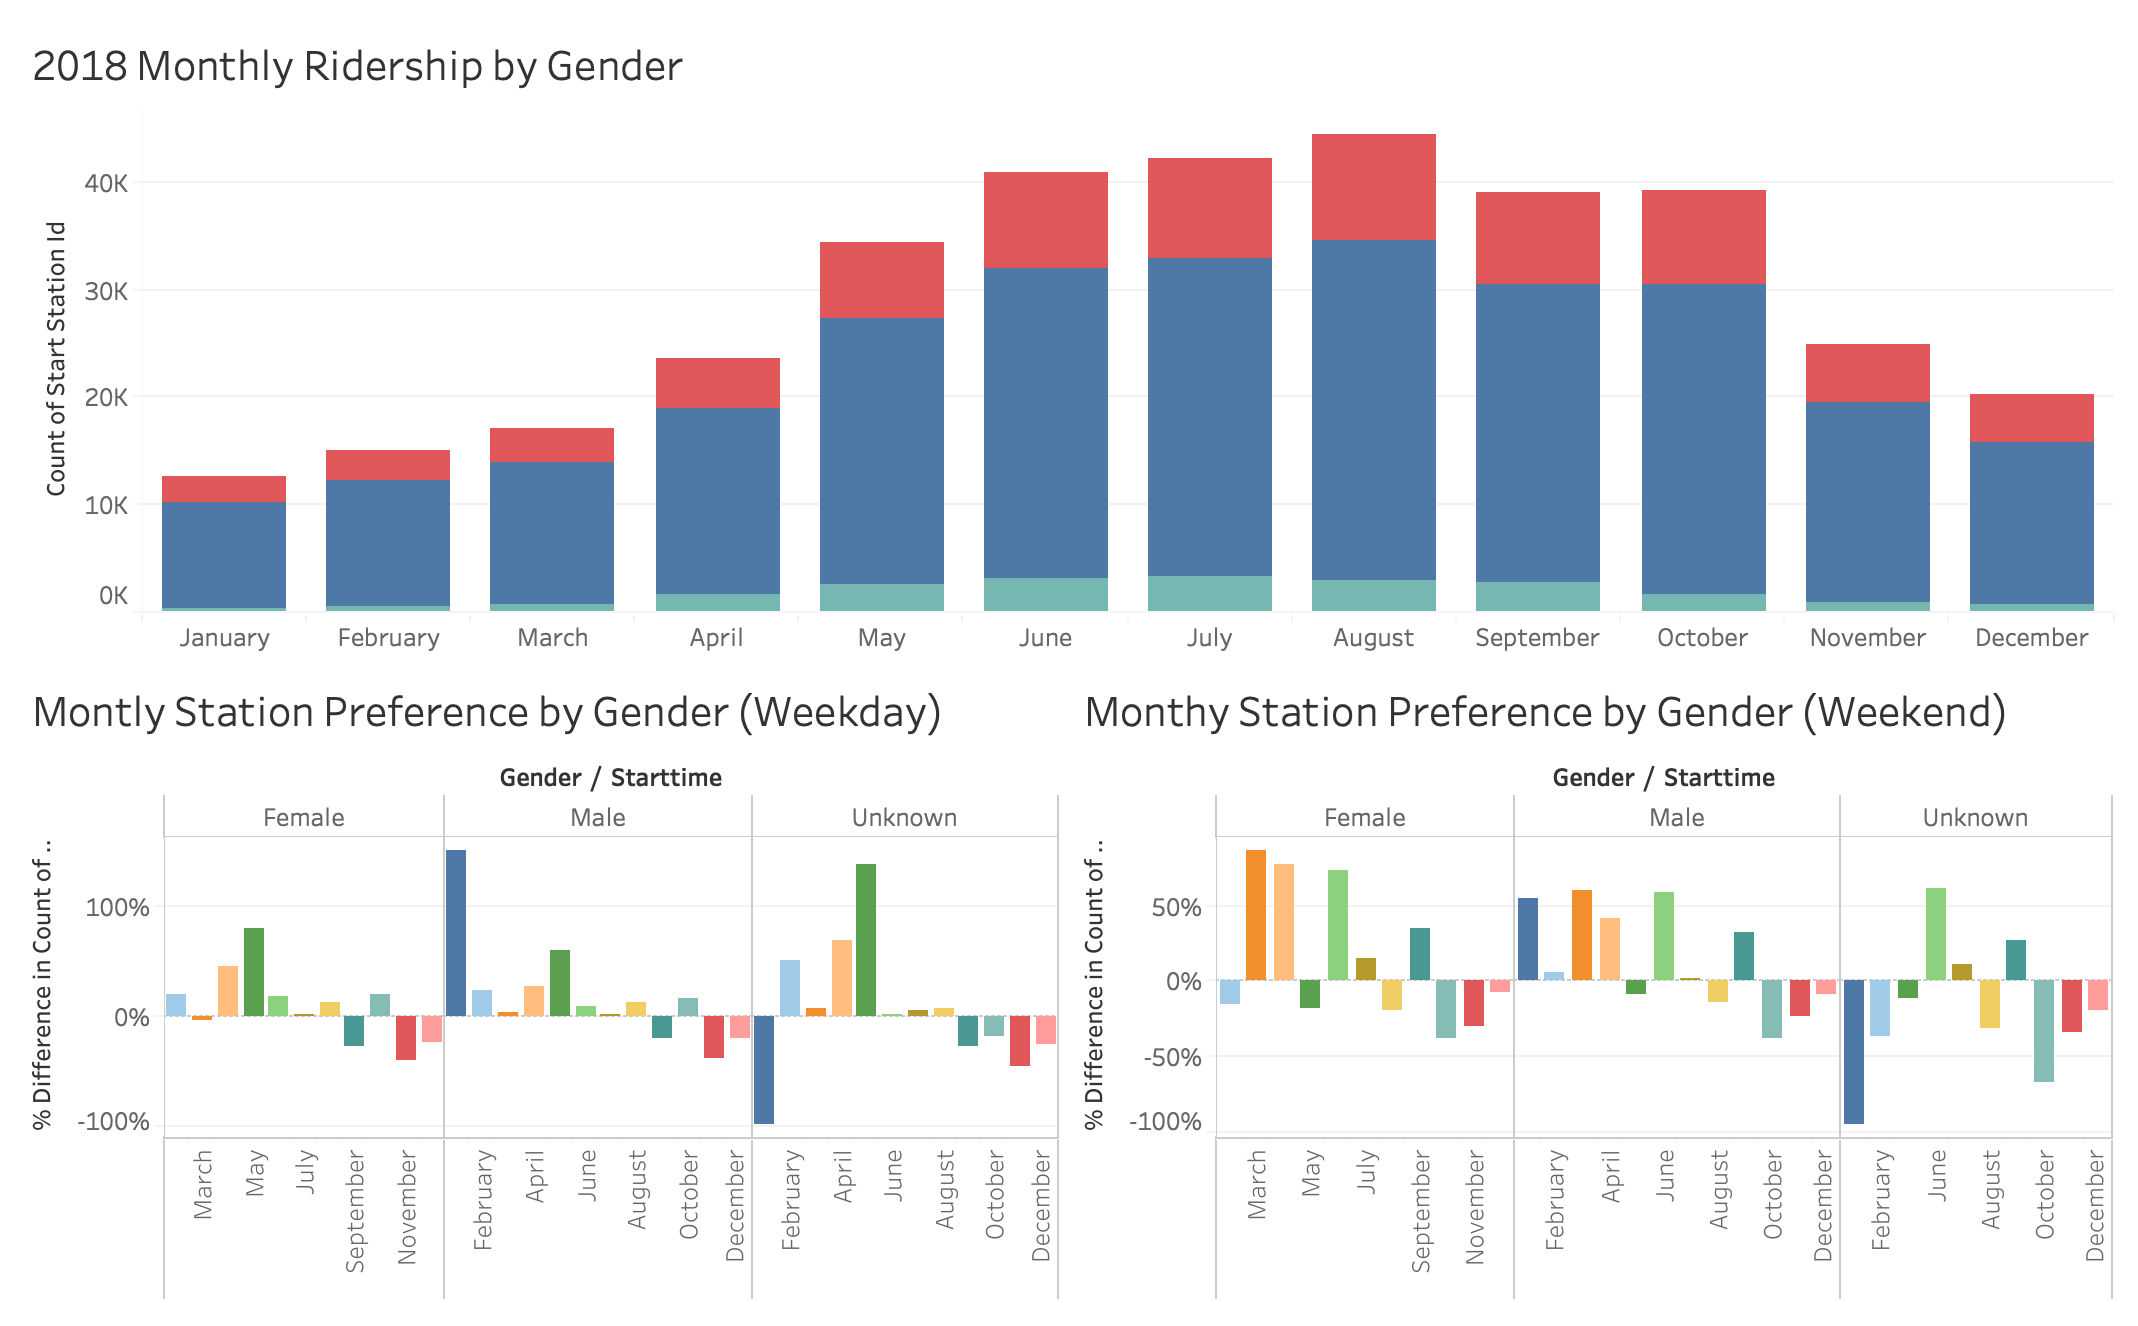 2018 Monthly Ridership by Gender
Count of Start Station Id
40K
30K
20K
10K
0K
January February March April May June July August September October November December
Montly Station Preference by Gender (Weekday)
Gender / Starttime
Female Male Unknown
% Difference in Count of ..
100%
0%
-100%
March May July September November February April June August October December February April June August October December
Monthy Station Preference by Gender (Weekend)
Gender / Starttime
Female Male Unknown
% Difference in Count of ..
50%
0%
-50%
-100%
March May July September November February April June August October December February June August October December